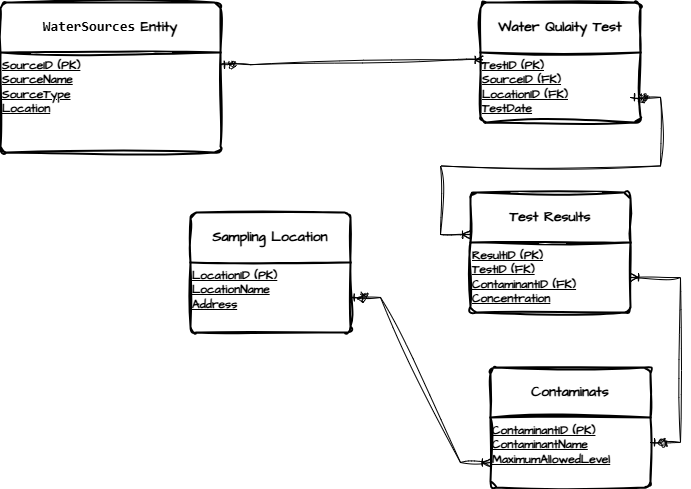 WaterSources Entity
SourceID (PK)
SourceName
SourceType
Location
Water Qulaity Test
TestID (PK)
SourceID (FK)
LocationID (FK)
TestDate
Sampling Location
LocationID (PK)
LocationName
Address
Test Results
ResultID (PK)
TestID (FK)
ContaminantID (FK)
Concentration
Contaminats
ContaminantID (PK)
ContaminantName
MaximumAllowedLevel